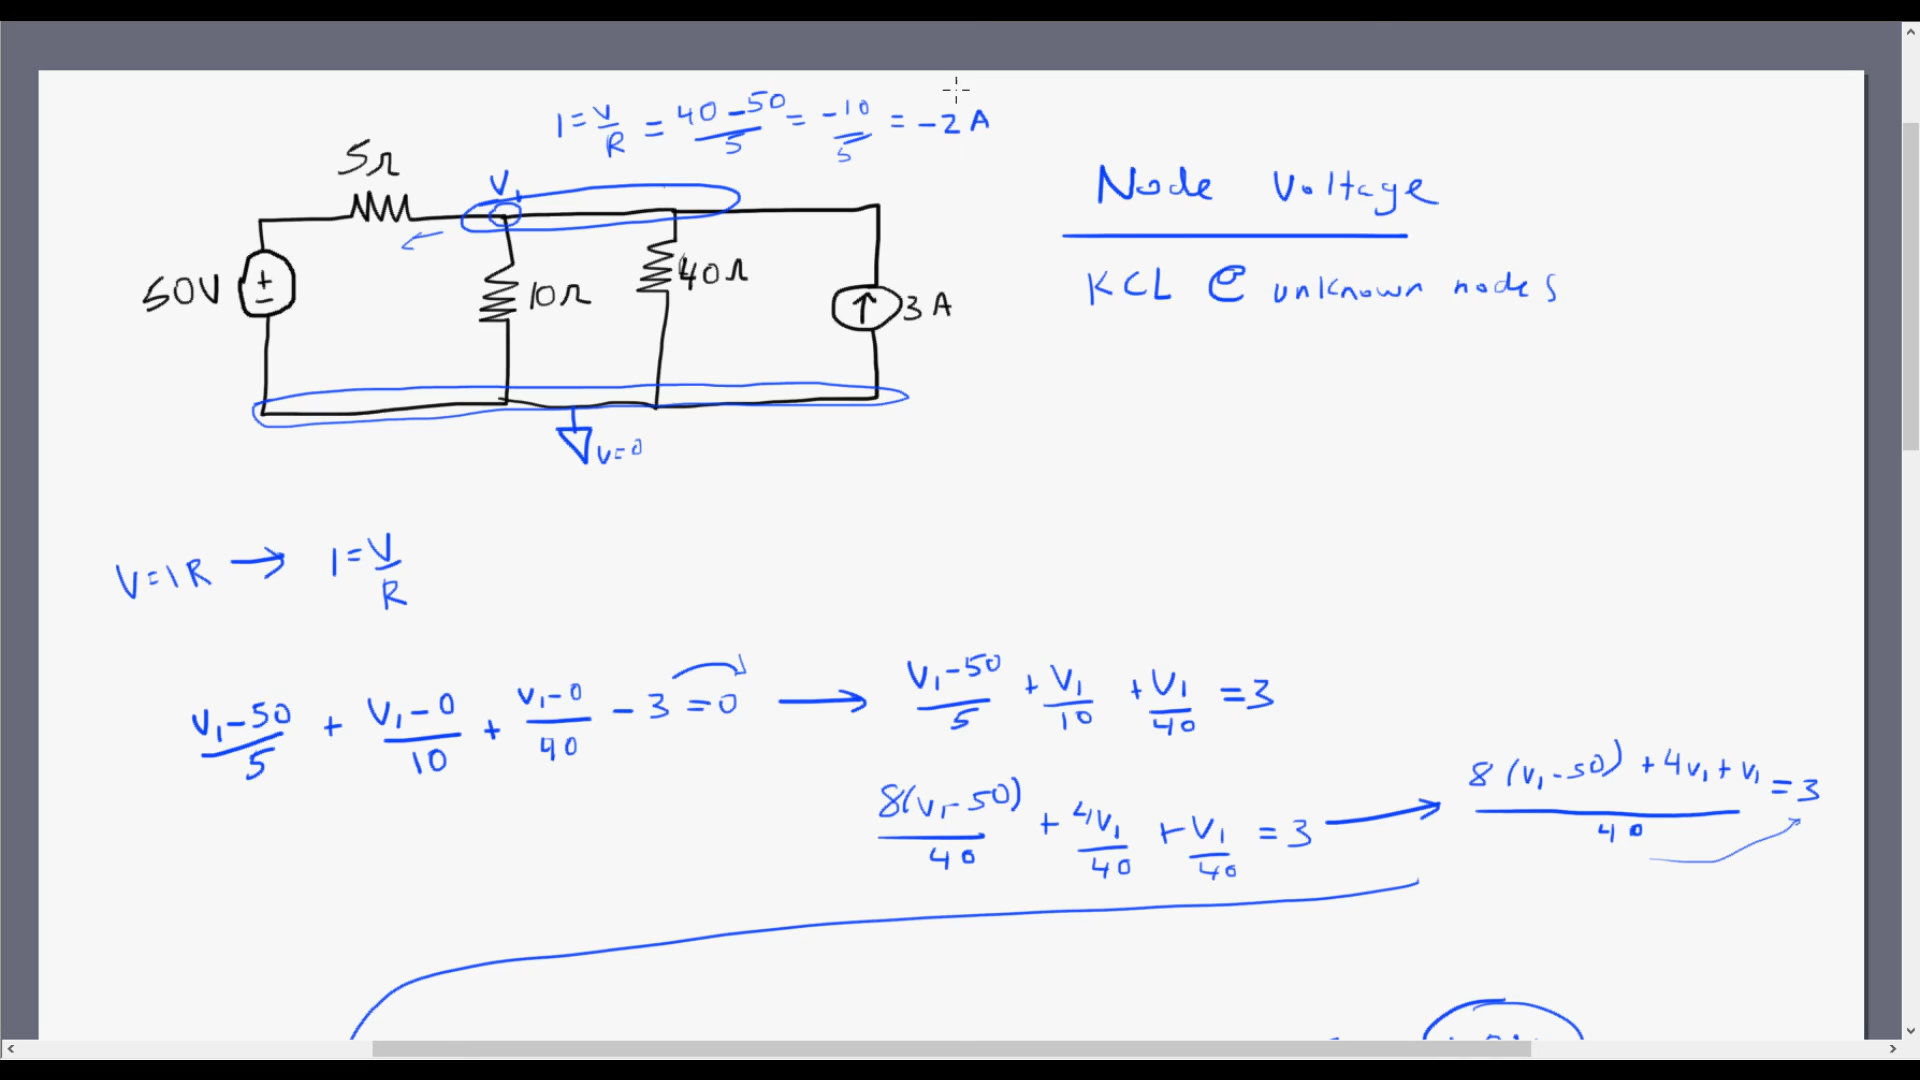 I = V/R = 40-50/5 = -10/5 = -2 A
5Ω
V₁
Node Voltage
50V
+
−
10Ω
40Ω
3 A
KCL @ unknown nodes
V=0
V=IR → I=V/R
V₁-50/5 + V₁-0/10 + V₁-0/40 - 3 = 0 → V₁-50/5 + V₁/10 + V₁/40 = 3
8(V₁-50)/40 + 4V₁/40 + V₁/40 = 3 → 8(V₁-50)+4V₁+V₁/40 = 3